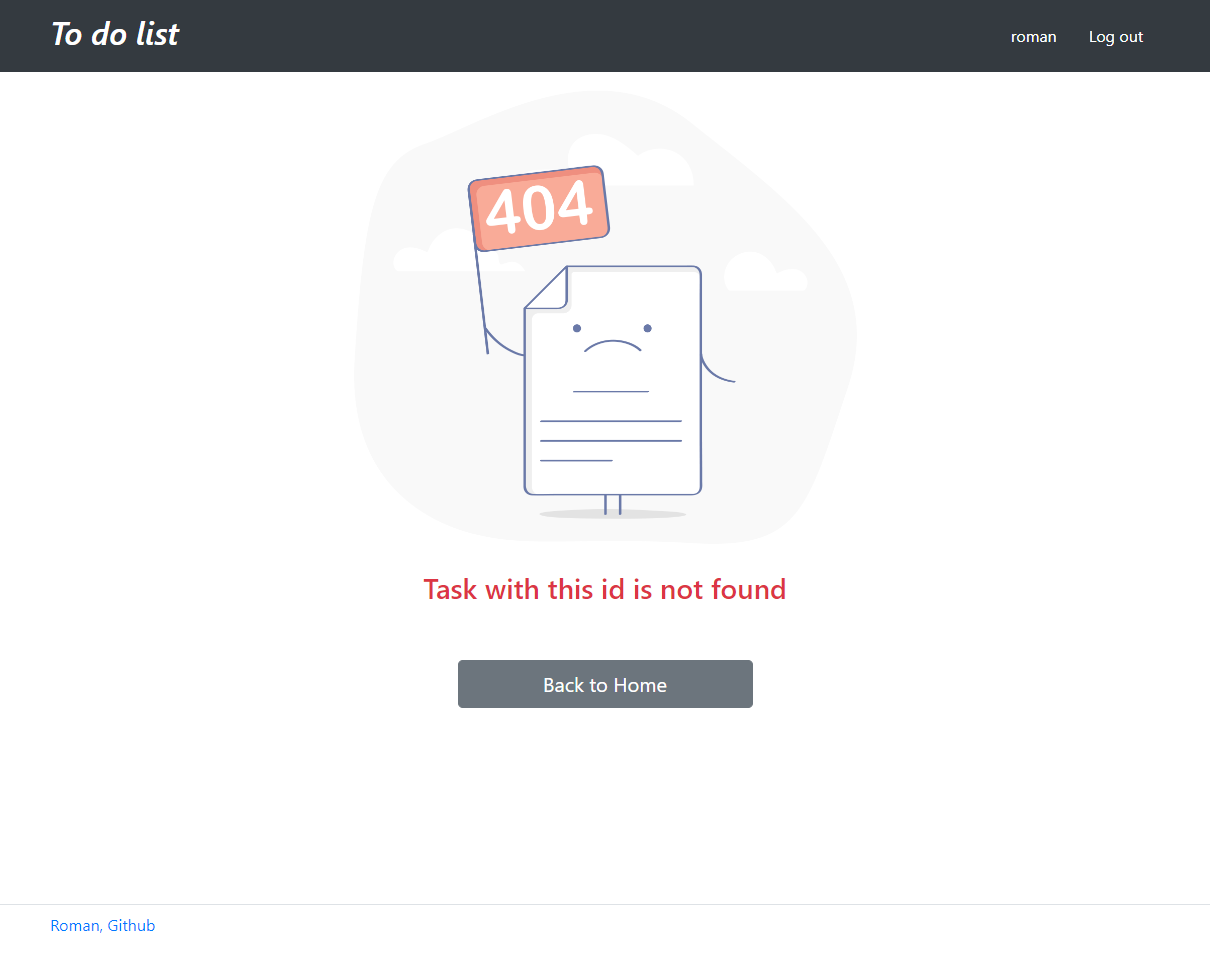 To do list
roman Log out
404
Task with this id is not found
Back to Home
Roman, Github